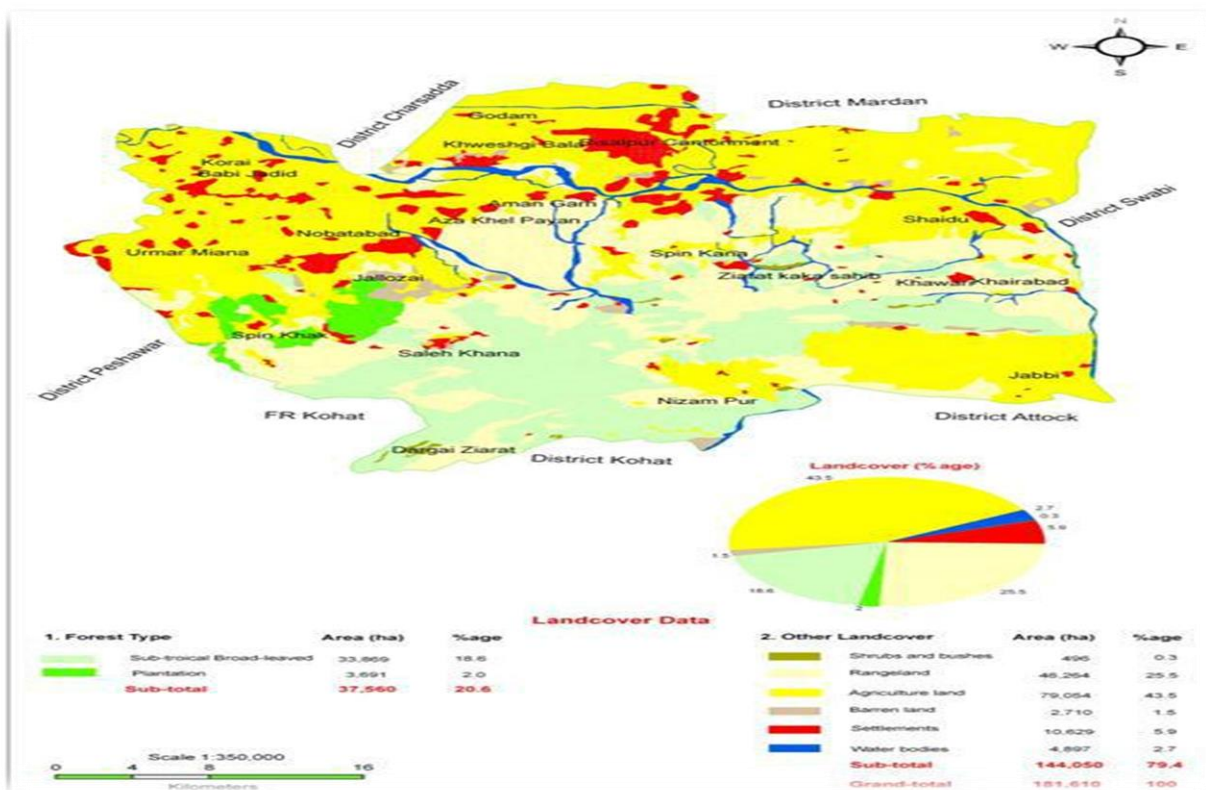 N
W E
S
District Charsadda
District Mardan
Godam
Khweshgi Bala
Risalpur Cantonment
Korai
Babi Jadid
Aman Garh
Aza Khel Payan
Shaidu
District Swabi
Nobatabad
Urmar Miana
Spin Kana
Jallozai
Ziarat kaka sahib
Khawari
Khairabad
Spin Khak
Saleh Khana
District Peshawar
Jabbi
Nizam Pur
FR Kohat
District Attock
Dargai Ziarat
District Kohat
Landcover (%age)
43.5
2.7
0.3
5.9
1.5
18.6
2
25.5
Landcover Data
1. Forest Type Area (ha) %age
Sub-troical Broad-leaved 33,869 18.6
Plantation 3,691 2.0
Sub-total 37,560 20.6
2. Other Landcover Area (ha) %age
Shrubs and bushes 496 0.3
Rangeland 46,264 25.5
Agriculture land 79,054 43.5
Barren land 2,710 1.5
Settlements 10,629 5.9
Water bodies 4,897 2.7
Sub-total 144,050 79.4
Grand-total 181,610 100
Scale 1:350,000
0 4 8 16
Kilometers